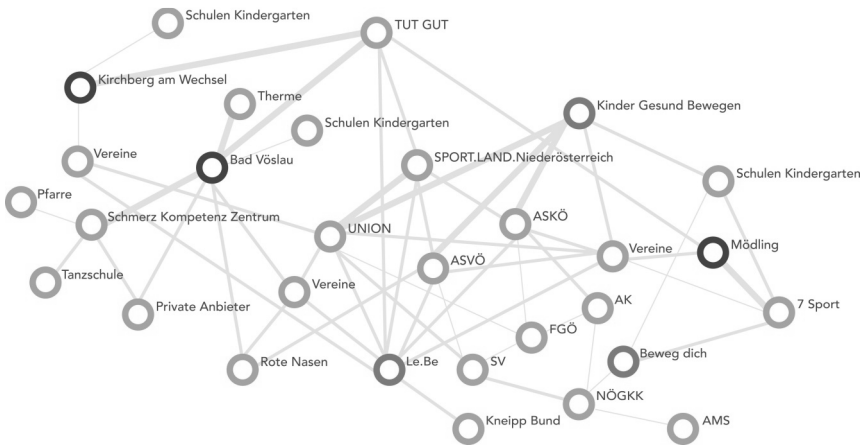 Schulen Kindergarten
TUT GUT
Kirchberg am Wechsel
Therme
Kinder Gesund Bewegen
Schulen Kindergarten
Vereine
Bad Vöslau
SPORT.LAND.Niederösterreich
Schulen Kindergarten
Pfarre
Schmerz Kompetenz Zentrum
UNION
ASKÖ
Vereine
Mödling
ASVÖ
Tanzschule
Vereine
Private Anbieter
AK
7 Sport
FGÖ
Rote Nasen
Le.Be
SV
Beweg dich
NÖGKK
Kneipp Bund
AMS